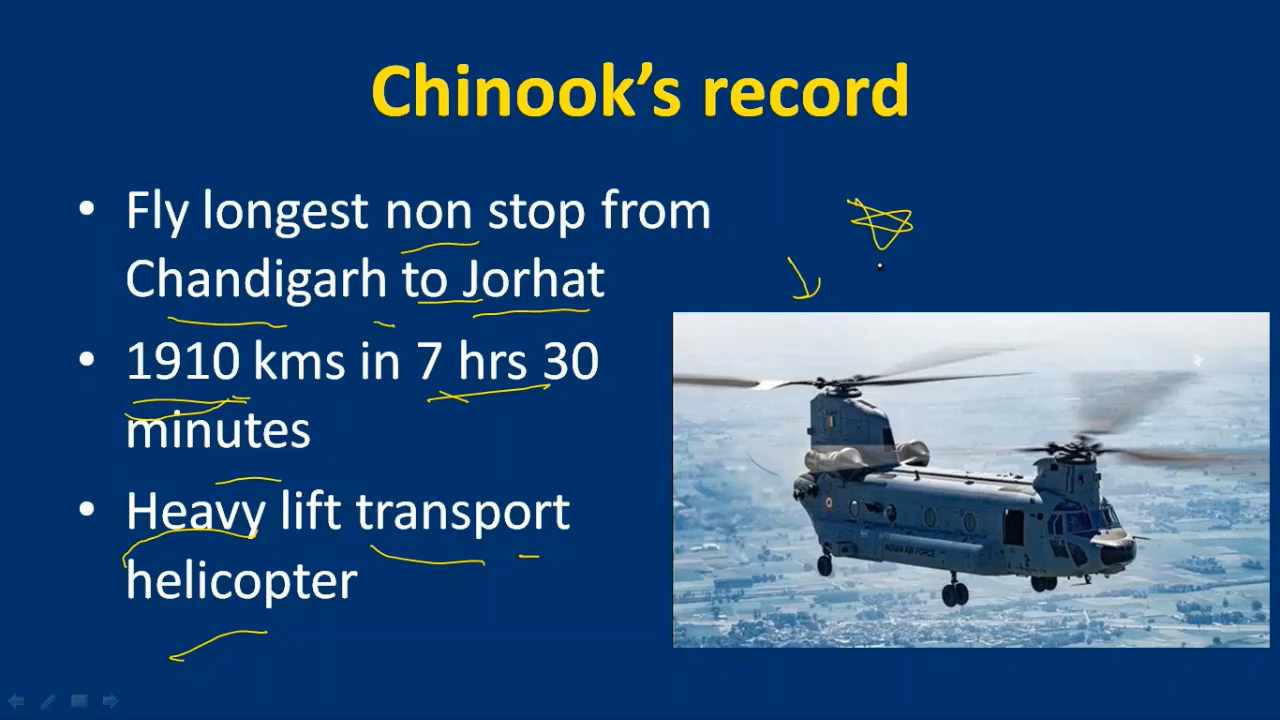 Chinook’s record
• Fly longest non stop from
Chandigarh to Jorhat
• 1910 kms in 7 hrs 30
minutes
• Heavy lift transport
helicopter
INDIAN AIR FORCE